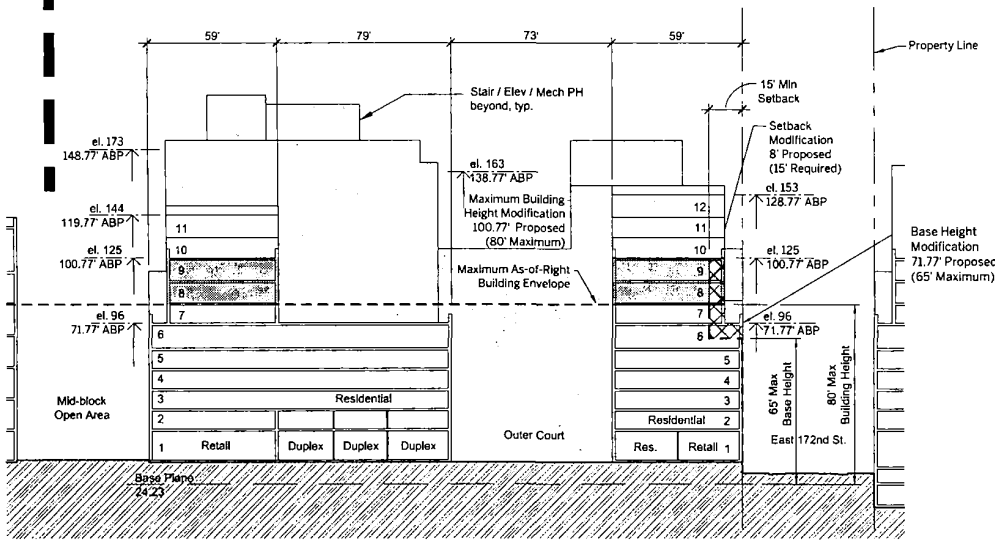 59'
79'
73'
59'
Property Line
Stair / Elev / Mech PH
beyond, typ.
15' Min
Setback
Setback
Modification
8' Proposed
(15' Required)
el. 173
148.77' ABP
el. 163
138.77' ABP
el. 153
128.77' ABP
Maximum Building
Height Modification
100.77' Proposed
(80' Maximum)
el. 144
119.77' ABP
12
11
11
10
10
el. 125
100.77' ABP
el. 125
100.77' ABP
Base Height
Modification
71.77' Proposed
(65' Maximum)
9
9
Maximum As-of-Right
Building Envelope
8
8
7
7
el. 96
71.77' ABP
el. 96
71.77' ABP
6
6
5
5
4
4
3
Residential
3
2
Residential
2
1
Retail
Duplex
Duplex
Duplex
Res.
Retail
1
Mid-block
Open Area
Outer Court
65' Max
Base Height
80' Max
Building Height
East 172nd St.
Base Plane
24.23